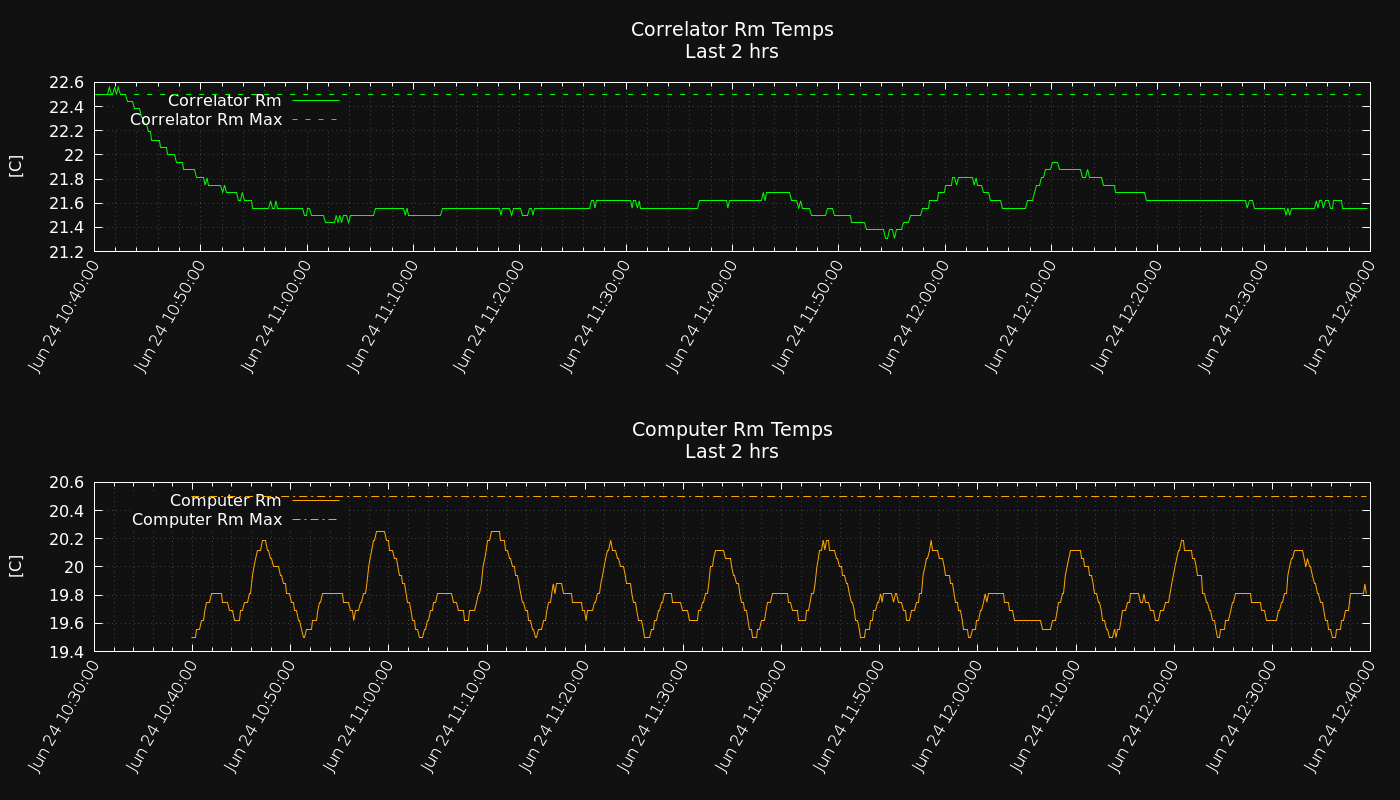 Correlator Rm Temps
Last 2 hrs
[C]
22.6
22.4
22.2
22
21.8
21.6
21.4
21.2
Correlator Rm
Correlator Rm Max
Jun 24 10:40:00
Jun 24 10:50:00
Jun 24 11:00:00
Jun 24 11:10:00
Jun 24 11:20:00
Jun 24 11:30:00
Jun 24 11:40:00
Jun 24 11:50:00
Jun 24 12:00:00
Jun 24 12:10:00
Jun 24 12:20:00
Jun 24 12:30:00
Jun 24 12:40:00
Computer Rm Temps
Last 2 hrs
[C]
20.6
20.4
20.2
20
19.8
19.6
19.4
Computer Rm
Computer Rm Max
Jun 24 10:30:00
Jun 24 10:40:00
Jun 24 10:50:00
Jun 24 11:00:00
Jun 24 11:10:00
Jun 24 11:20:00
Jun 24 11:30:00
Jun 24 11:40:00
Jun 24 11:50:00
Jun 24 12:00:00
Jun 24 12:10:00
Jun 24 12:20:00
Jun 24 12:30:00
Jun 24 12:40:00